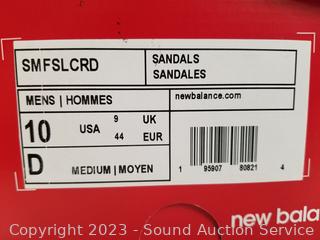 SMFSLCRD
SANDALS
SANDALES
MENS | HOMMES
newbalance.com
10 USA 9 UK
44 EUR
D MEDIUM | MOYEN
1 95907 80821 4
new bala
Copyright 2023 - Sound Auction Service